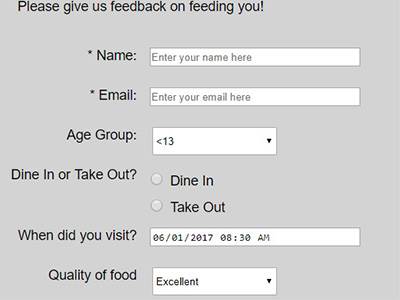 Please give us feedback on feeding you!
* Name: Enter your name here
* Email: Enter your email here
Age Group: <13
Dine In or Take Out? Dine In
Take Out
When did you visit? 06/01/2017 08:30 AM
Quality of food Excellent